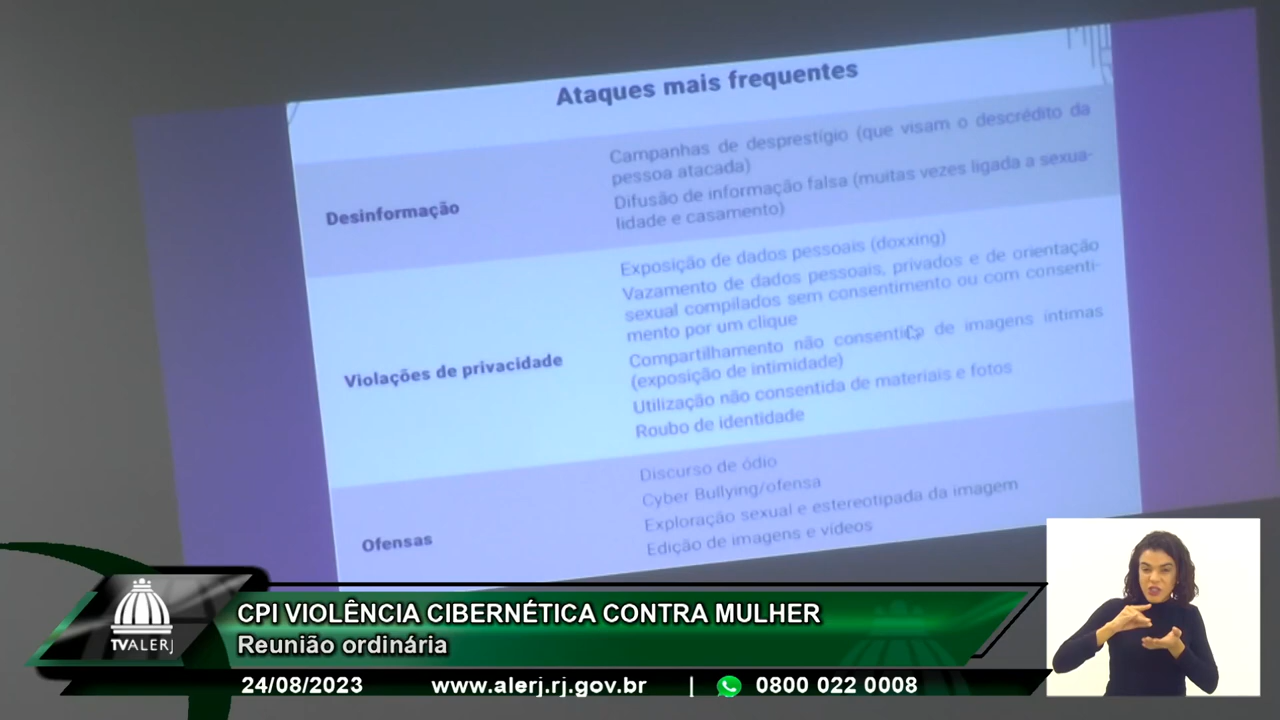 Ataques mais frequentes
Desinformação
Campanhas de desprestígio (que visam o descrédito da
pessoa atacada)
Difusão de informação falsa (muitas vezes ligada a sexua-
lidade e casamento)
Violações de privacidade
Exposição de dados pessoais (doxxing)
Vazamento de dados pessoais, privados e de orientação
sexual compilados sem consentimento ou com consenti-
mento por um clique
Compartilhamento não consentido de imagens íntimas
(exposição de intimidade)
Utilização não consentida de materiais e fotos
Roubo de identidade
Ofensas
Discurso de ódio
Cyber Bullying/ofensa
Exploração sexual e estereotipada da imagem
Edição de imagens e vídeos
TVALERJ
CPI VIOLÊNCIA CIBERNÉTICA CONTRA MULHER
Reunião ordinária
24/08/2023 www.alerj.rj.gov.br | 0800 022 0008